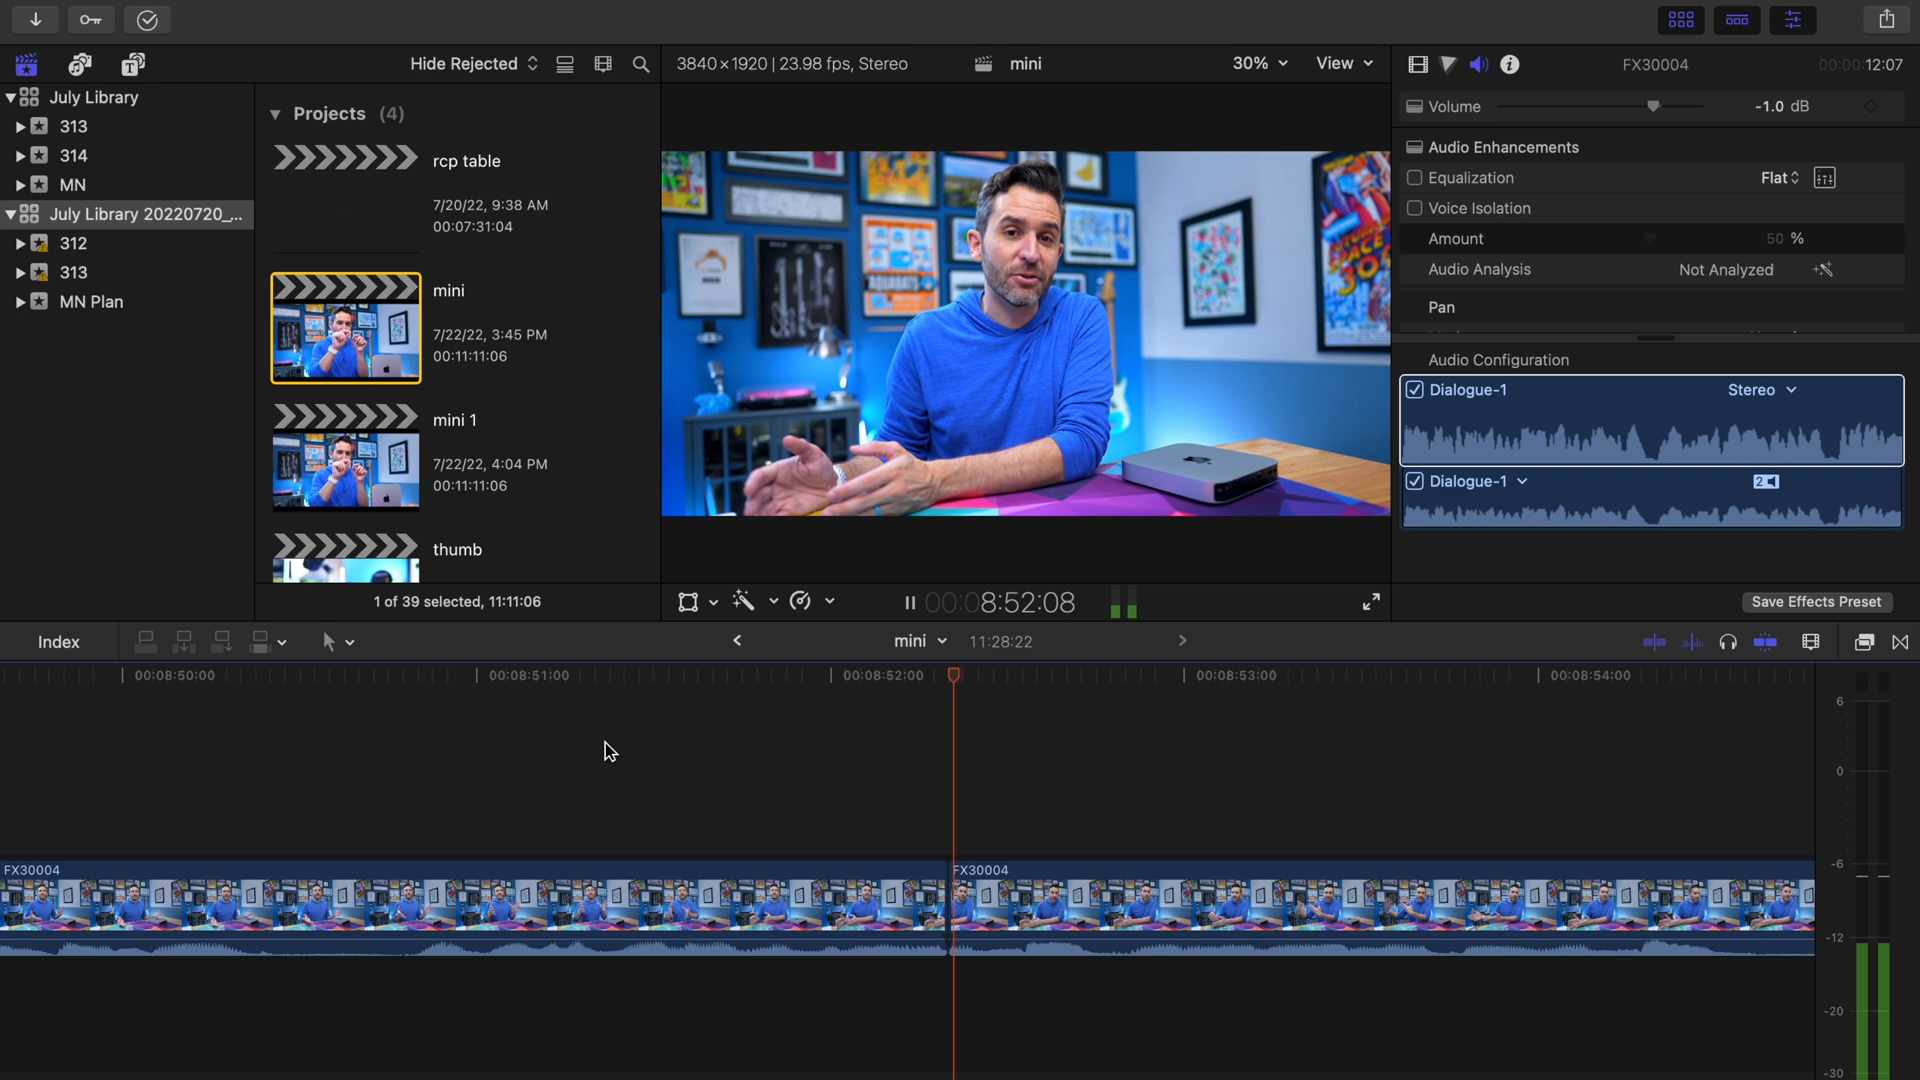 Hide Rejected
3840×1920 | 23.98 fps, Stereo
mini
30%
View
FX30004
00:00:12:07
July Library
313
314
MN
July Library 20220720_...
312
313
MN Plan
Projects (4)
rcp table
7/20/22, 9:38 AM
00:07:31:04
mini
7/22/22, 3:45 PM
00:11:11:06
mini 1
7/22/22, 4:04 PM
00:11:11:06
thumb
1 of 39 selected, 11:11:06
00:08:52:08
Volume
-1.0 dB
Audio Enhancements
Equalization
Flat
Voice Isolation
Amount
50 %
Audio Analysis
Not Analyzed
Pan
Audio Configuration
Dialogue-1
Stereo
Dialogue-1
2
Save Effects Preset
Index
mini
11:28:22
00:08:50:00
00:08:51:00
00:08:52:00
00:08:53:00
00:08:54:00
FX30004
FX30004
6
0
-6
-12
-20
-30